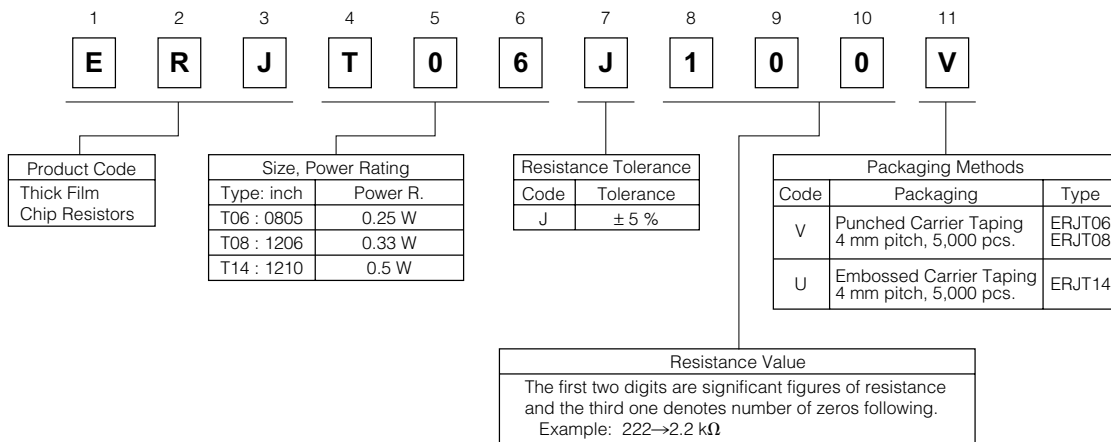 1 2 3 4 5 6 7 8 9 10 11
E R J T 0 6 J 1 0 0 V
Product Code
Thick Film
Chip Resistors
Size, Power Rating
Type: inch Power R.
T06 : 0805 0.25 W
T08 : 1206 0.33 W
T14 : 1210 0.5 W
Resistance Tolerance
Code Tolerance
J ± 5 %
Packaging Methods
Code Packaging Type
V Punched Carrier Taping ERJT06
4 mm pitch, 5,000 pcs. ERJT08
U Embossed Carrier Taping ERJT14
4 mm pitch, 5,000 pcs.
Resistance Value
The first two digits are significant figures of resistance
and the third one denotes number of zeros following.
Example: 222→2.2 kΩ